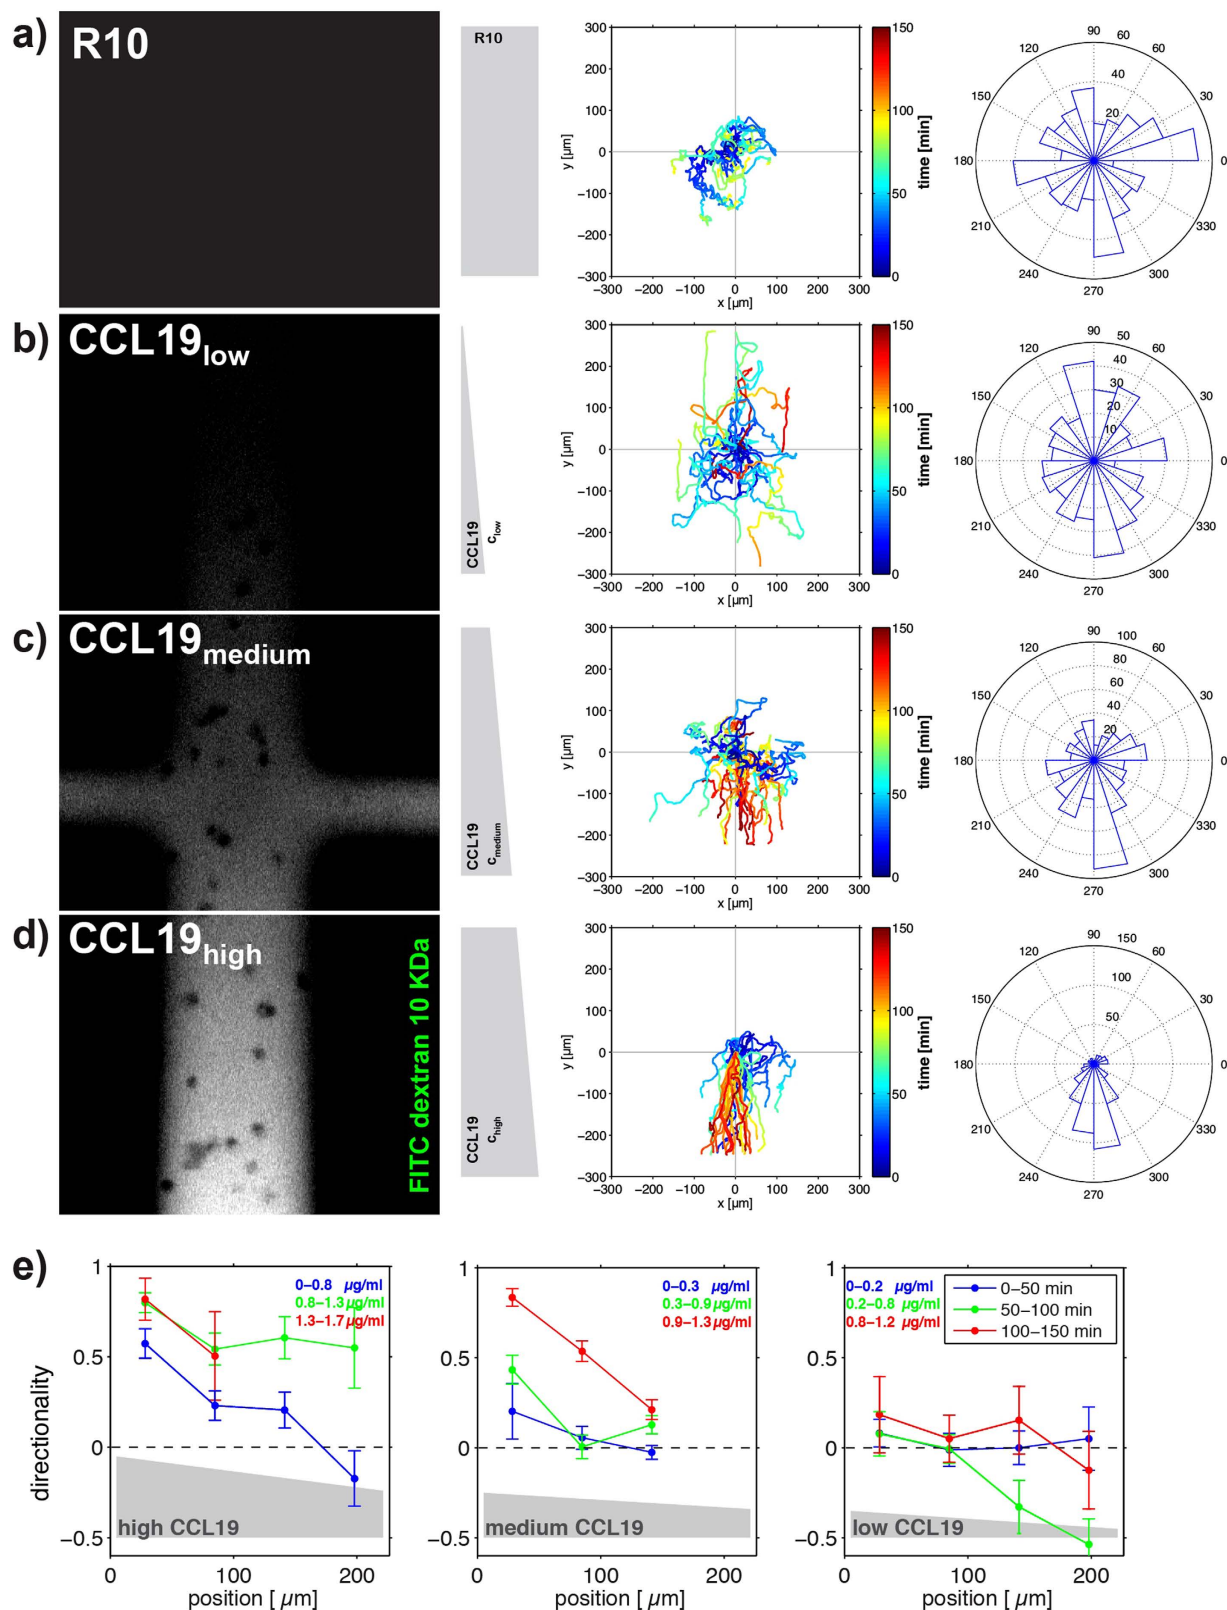 a)
R10
R10
300
200
100
0
−100
−200
−300
−300 −200 −100 0 100 200 300
y [µm]
x [µm]
150
100
50
0
time [min]
90
60
120
60
40
150
30
20
180
0
210
330
240
300
270
b)
CCL19low
CCL19
clow
300
200
100
0
−100
−200
−300
−300 −200 −100 0 100 200 300
y [µm]
x [µm]
150
100
50
0
time [min]
90
50
120
60
40
30
150
30
20
10
180
0
210
330
240
300
270
c)
CCL19medium
CCL19
cmedium
300
200
100
0
−100
−200
−300
−300 −200 −100 0 100 200 300
y [µm]
x [µm]
150
100
50
0
time [min]
90
100
120
60
80
60
150
30
40
20
180
0
210
330
240
300
270
d)
CCL19high
FITC dextran 10 KDa
CCL19
chigh
300
200
100
0
−100
−200
−300
−300 −200 −100 0 100 200 300
y [µm]
x [µm]
150
100
50
0
time [min]
90
150
120
60
100
150
30
50
180
0
210
330
240
300
270
e)
directionality
1
0.5
0
−0.5
0–0.8 µg/ml
0.8–1.3 µg/ml
1.3–1.7 µg/ml
high CCL19
0 100 200
position [ µm]
1
0.5
0
−0.5
0–0.3 µg/ml
0.3–0.9 µg/ml
0.9–1.3 µg/ml
medium CCL19
0 100 200
position [ µm]
1
0.5
0
−0.5
0–0.2 µg/ml
0.2–0.8 µg/ml
0.8–1.2 µg/ml
0–50 min
50–100 min
100–150 min
low CCL19
0 100 200
position [ µm]